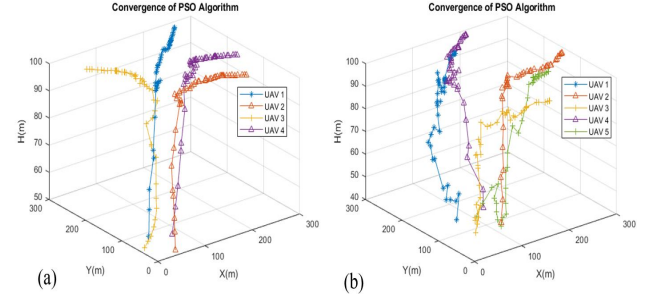 Convergence of PSO Algorithm
100
90
80
70
60
50
H(m)
300
200
100
0
Y(m)
0
100
200
300
X(m)
UAV 1
UAV 2
UAV 3
UAV 4
(a)
Convergence of PSO Algorithm
100
90
80
70
60
50
40
H(m)
300
200
100
0
Y(m)
0
100
200
300
X(m)
UAV 1
UAV 2
UAV 3
UAV 4
UAV 5
(b)